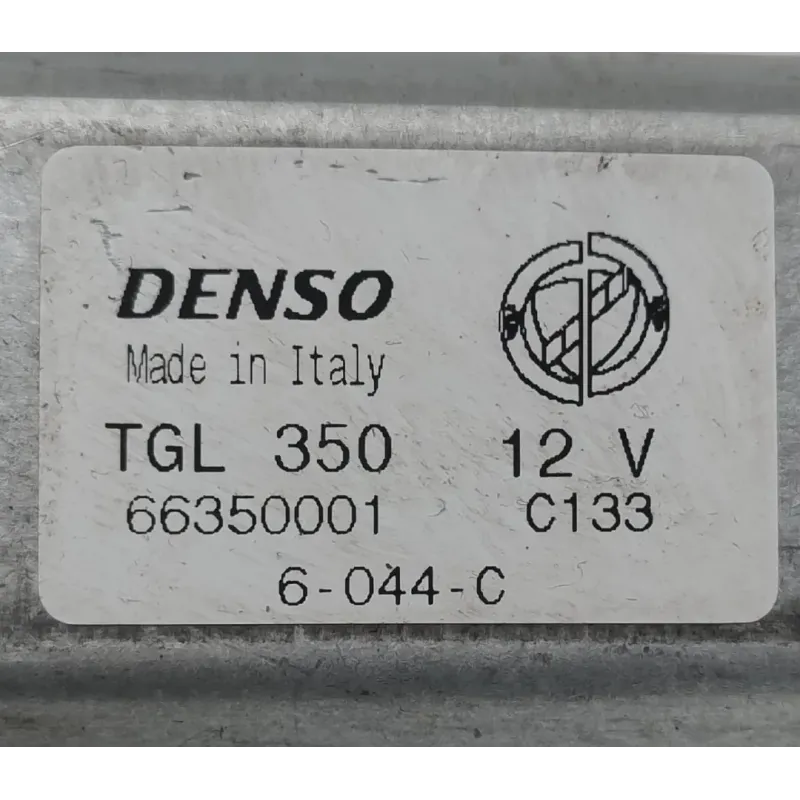 DENSO
Made in Italy
TGL 350 12 V
66350001 C133
6-044-C